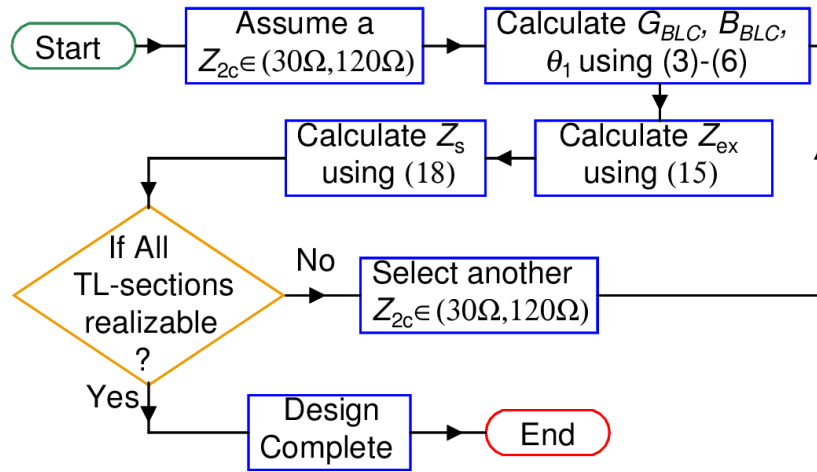 Start
Assume a
Z2c∈(30Ω,120Ω)
Calculate GBLC, BBLC,
θ1 using (3)-(6)
Calculate Zs
using (18)
Calculate Zex
using (15)
If All
TL-sections
realizable
?
No
Select another
Z2c∈(30Ω,120Ω)
Yes
Design
Complete
End